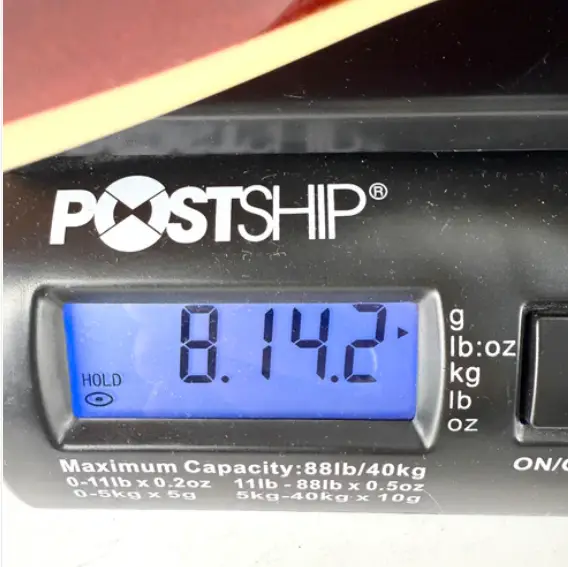 POSTSHIP®
8.14.2
HOLD
g
lb:oz
kg
lb
oz
Maximum Capacity:88lb/40kg
0-11lb x 0.2oz 11lb - 88lb x 0.5oz
0-5kg x 5g 5kg-40kg x 10g